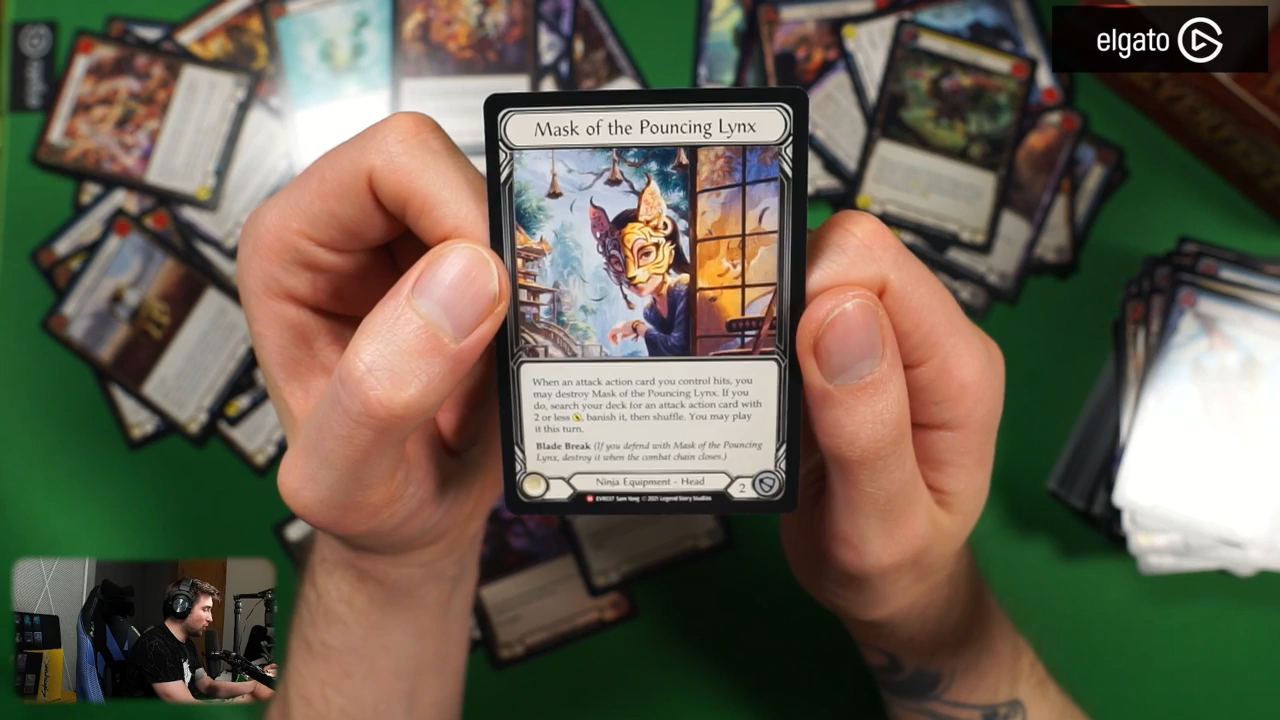 elgato
Mask of the Pouncing Lynx
When an attack action card you control hits, you
may destroy Mask of the Pouncing Lynx. If you
do, search your deck for an attack action card with
2 or less , banish it, then shuffle. You may play
it this turn.
Blade Break (If you defend with Mask of the Pouncing
Lynx, destroy it when the combat chain closes.)
Ninja Equipment - Head
2
M EVR037 Sam Yang © 2021 Legend Story Studios